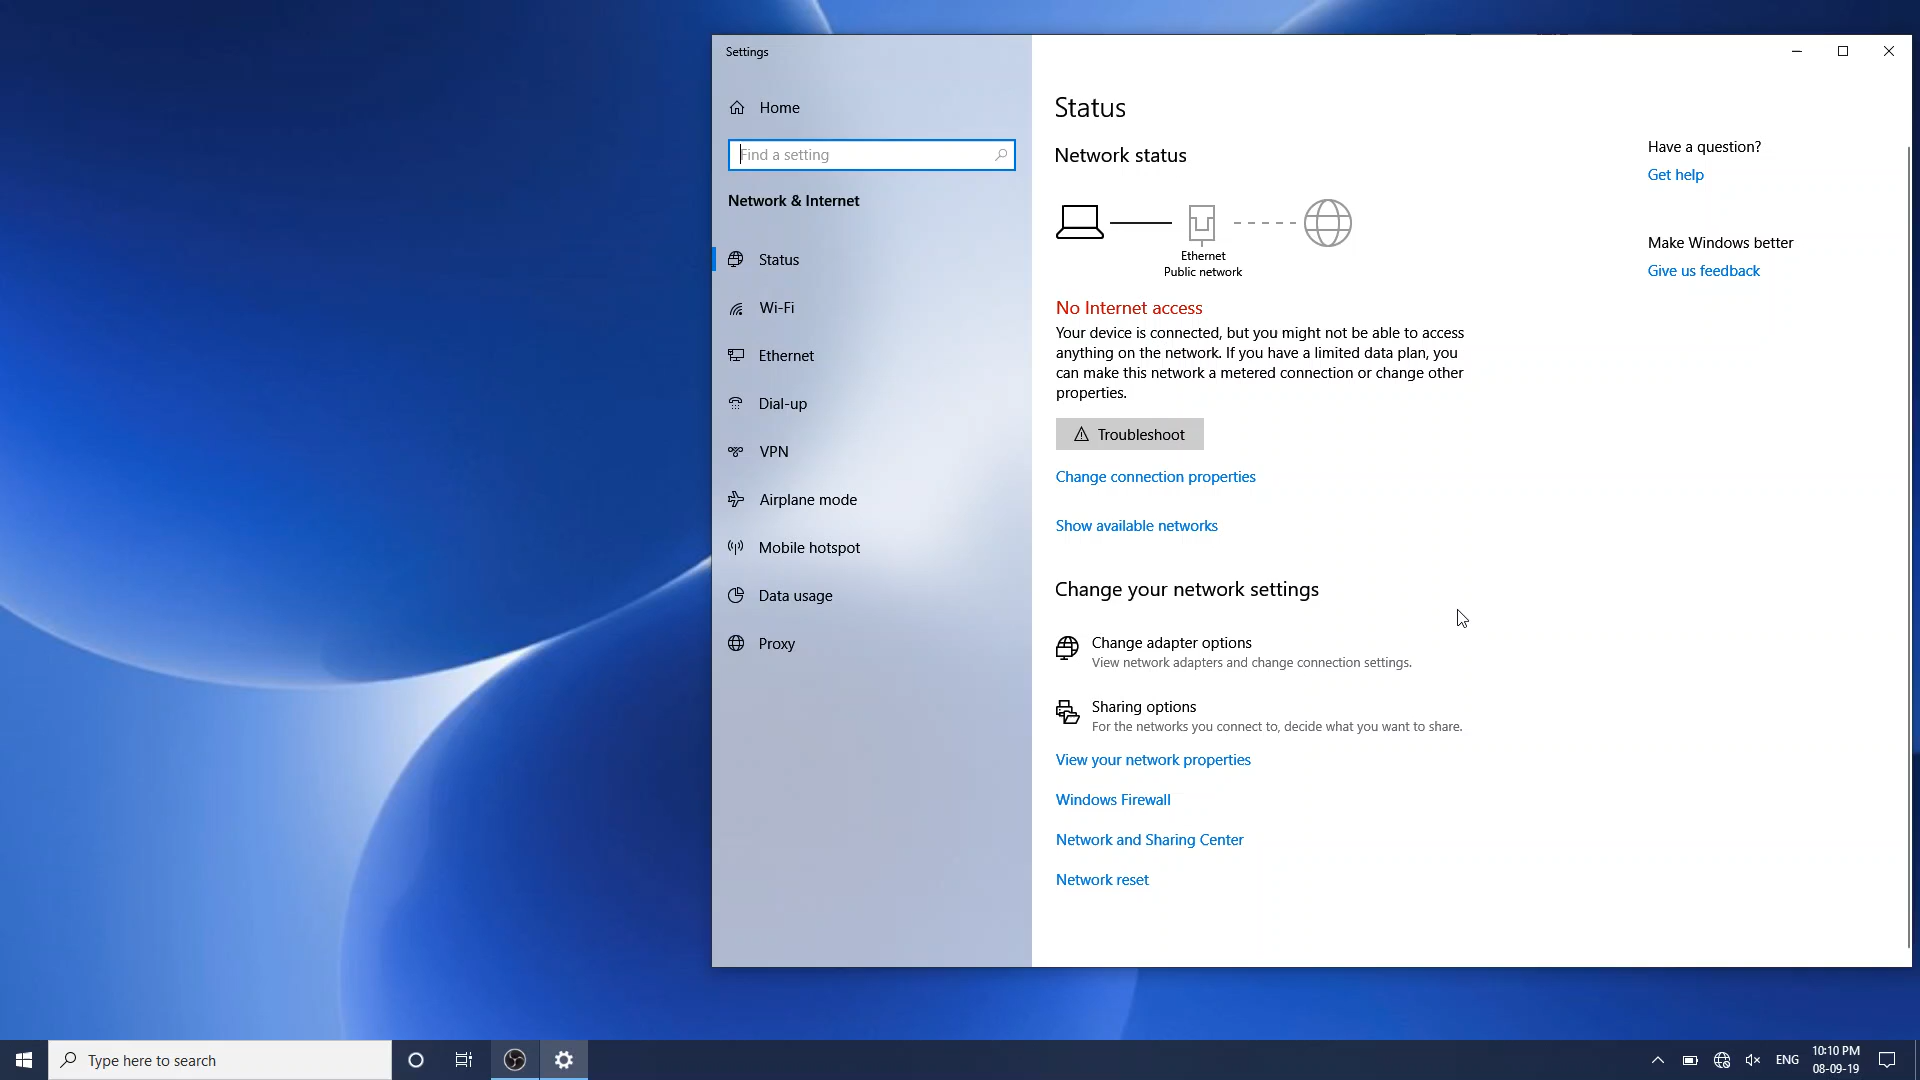 Settings
Home
Find a setting
Network & Internet
Status
Wi-Fi
Ethernet
Dial-up
VPN
Airplane mode
Mobile hotspot
Data usage
Proxy
Status
Network status
Ethernet
Public network
No Internet access
Your device is connected, but you might not be able to access
anything on the network. If you have a limited data plan, you
can make this network a metered connection or change other
properties.
Troubleshoot
Change connection properties
Show available networks
Change your network settings
Change adapter options
View network adapters and change connection settings.
Sharing options
For the networks you connect to, decide what you want to share.
View your network properties
Windows Firewall
Network and Sharing Center
Network reset
Have a question?
Get help
Make Windows better
Give us feedback
Type here to search
ENG
10:10 PM
08-09-19